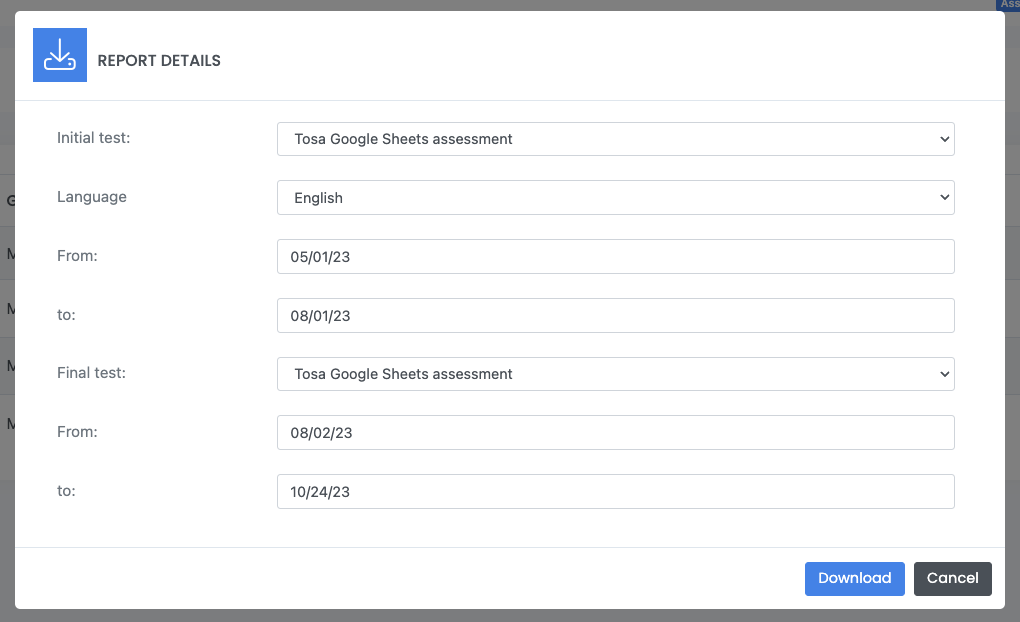 Ass
REPORT DETAILS
Initial test:
Tosa Google Sheets assessment
Language
English
From:
05/01/23
to:
08/01/23
Final test:
Tosa Google Sheets assessment
From:
08/02/23
to:
10/24/23
Download
Cancel